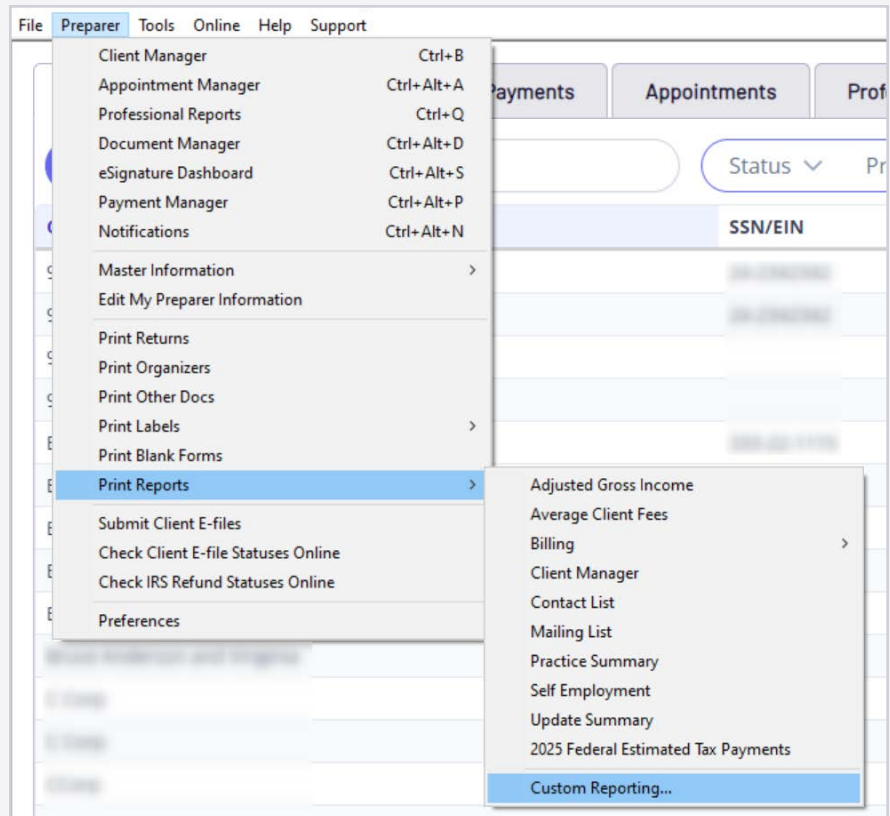 File Preparer Tools Online Help Support
Client Manager Ctrl+B
Appointment Manager Ctrl+Alt+A
Professional Reports Ctrl+Q
Document Manager Ctrl+Alt+D
eSignature Dashboard Ctrl+Alt+S
Payment Manager Ctrl+Alt+P
Notifications Ctrl+Alt+N
Master Information >
Edit My Preparer Information
Print Returns
Print Organizers
Print Other Docs
Print Labels >
Print Blank Forms
Print Reports >
Submit Client E-files
Check Client E-file Statuses Online
Check IRS Refund Statuses Online
Preferences
Payments Appointments
Status
SSN/EIN
Adjusted Gross Income
Average Client Fees
Billing >
Client Manager
Contact List
Mailing List
Practice Summary
Self Employment
Update Summary
2025 Federal Estimated Tax Payments
Custom Reporting...